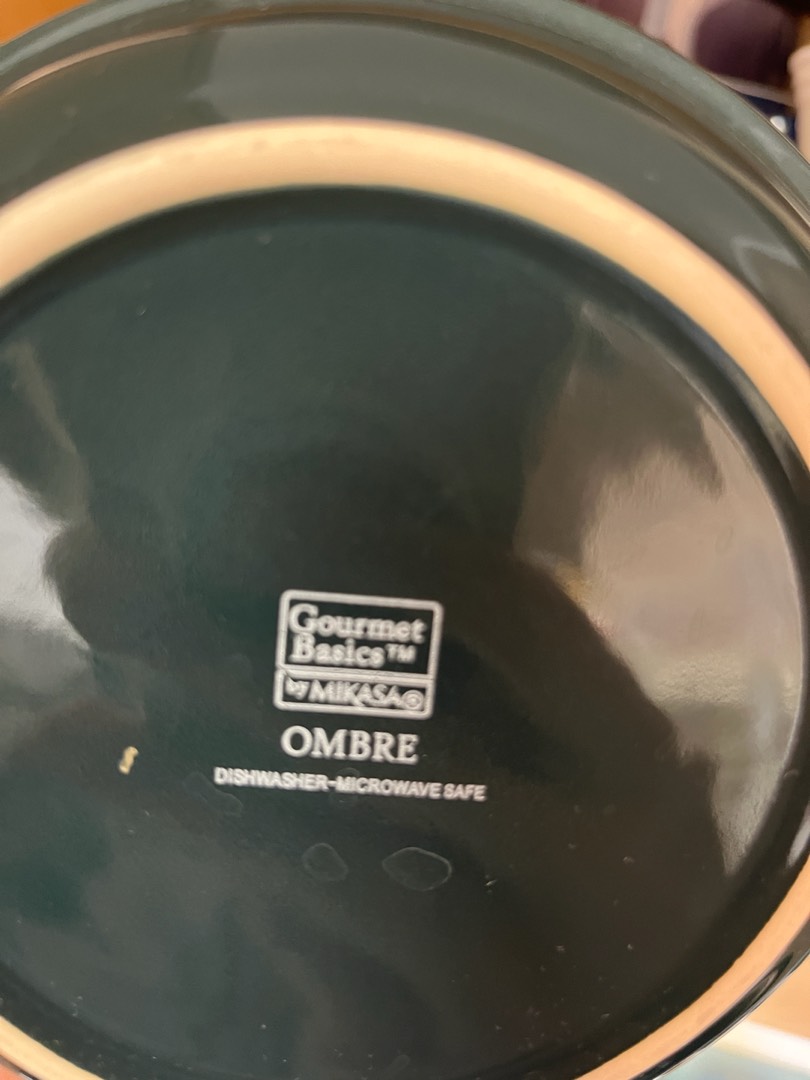 Gourmet
Basics™
by MIKASA®
OMBRE
DISHWASHER-MICROWAVE SAFE